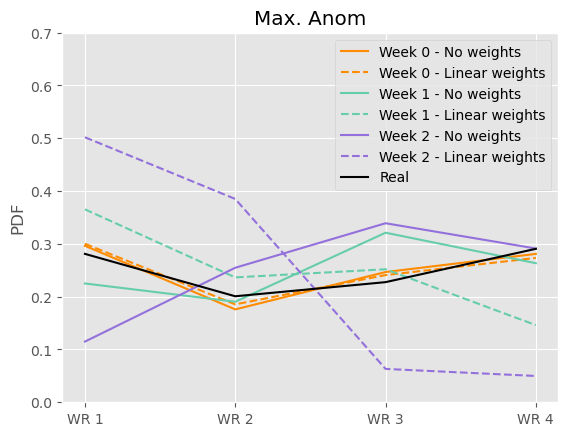 Max. Anom
0.7
0.6
0.5
0.4
0.3
0.2
0.1
0.0
PDF
Week 0 - No weights
Week 0 - Linear weights
Week 1 - No weights
Week 1 - Linear weights
Week 2 - No weights
Week 2 - Linear weights
Real
WR 1
WR 2
WR 3
WR 4